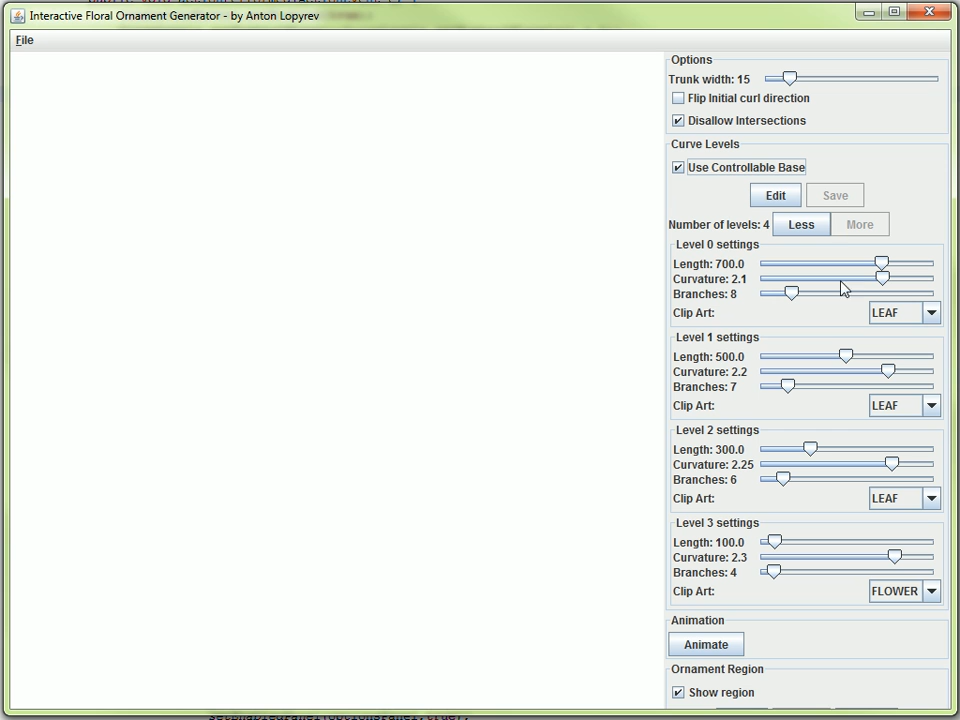 Interactive Floral Ornament Generator - by Anton Lopyrev
File
Options
Trunk width: 15
Flip Initial curl direction
Disallow Intersections
Curve Levels
Use Controllable Base
Edit Save
Number of levels: 4 Less More
Level 0 settings
Length: 700.0
Curvature: 2.1
Branches: 8
Clip Art: LEAF
Level 1 settings
Length: 500.0
Curvature: 2.2
Branches: 7
Clip Art: LEAF
Level 2 settings
Length: 300.0
Curvature: 2.25
Branches: 6
Clip Art: LEAF
Level 3 settings
Length: 100.0
Curvature: 2.3
Branches: 4
Clip Art: FLOWER
Animation
Animate
Ornament Region
Show region